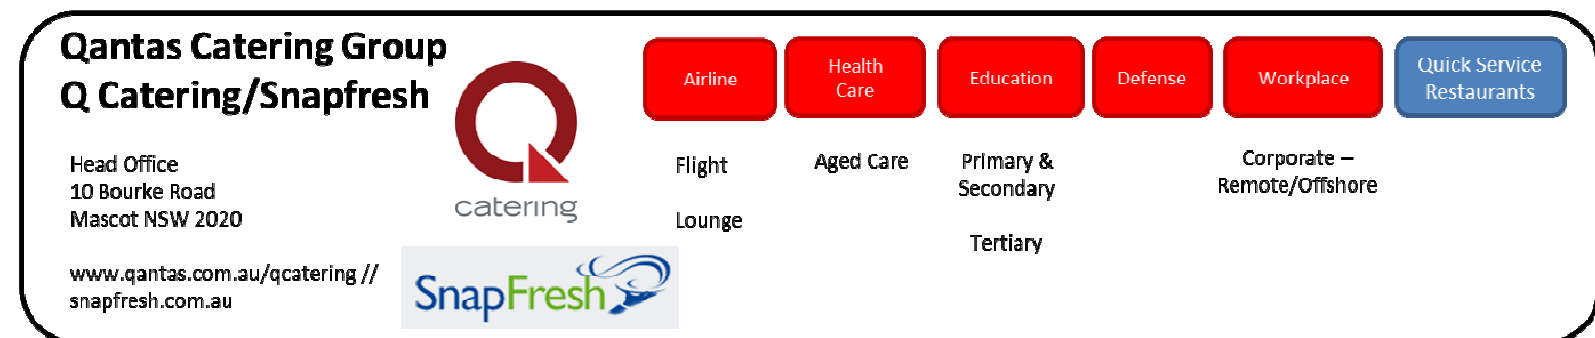 Qantas Catering Group
Q Catering/Snapfresh
Head Office
10 Bourke Road
Mascot NSW 2020
www.qantas.com.au/qcatering //
snapfresh.com.au
catering
SnapFresh
Airline
Flight
Lounge
Health
Care
Aged Care
Education
Primary &
Secondary
Tertiary
Defense
Workplace
Corporate –
Remote/Offshore
Quick Service
Restaurants